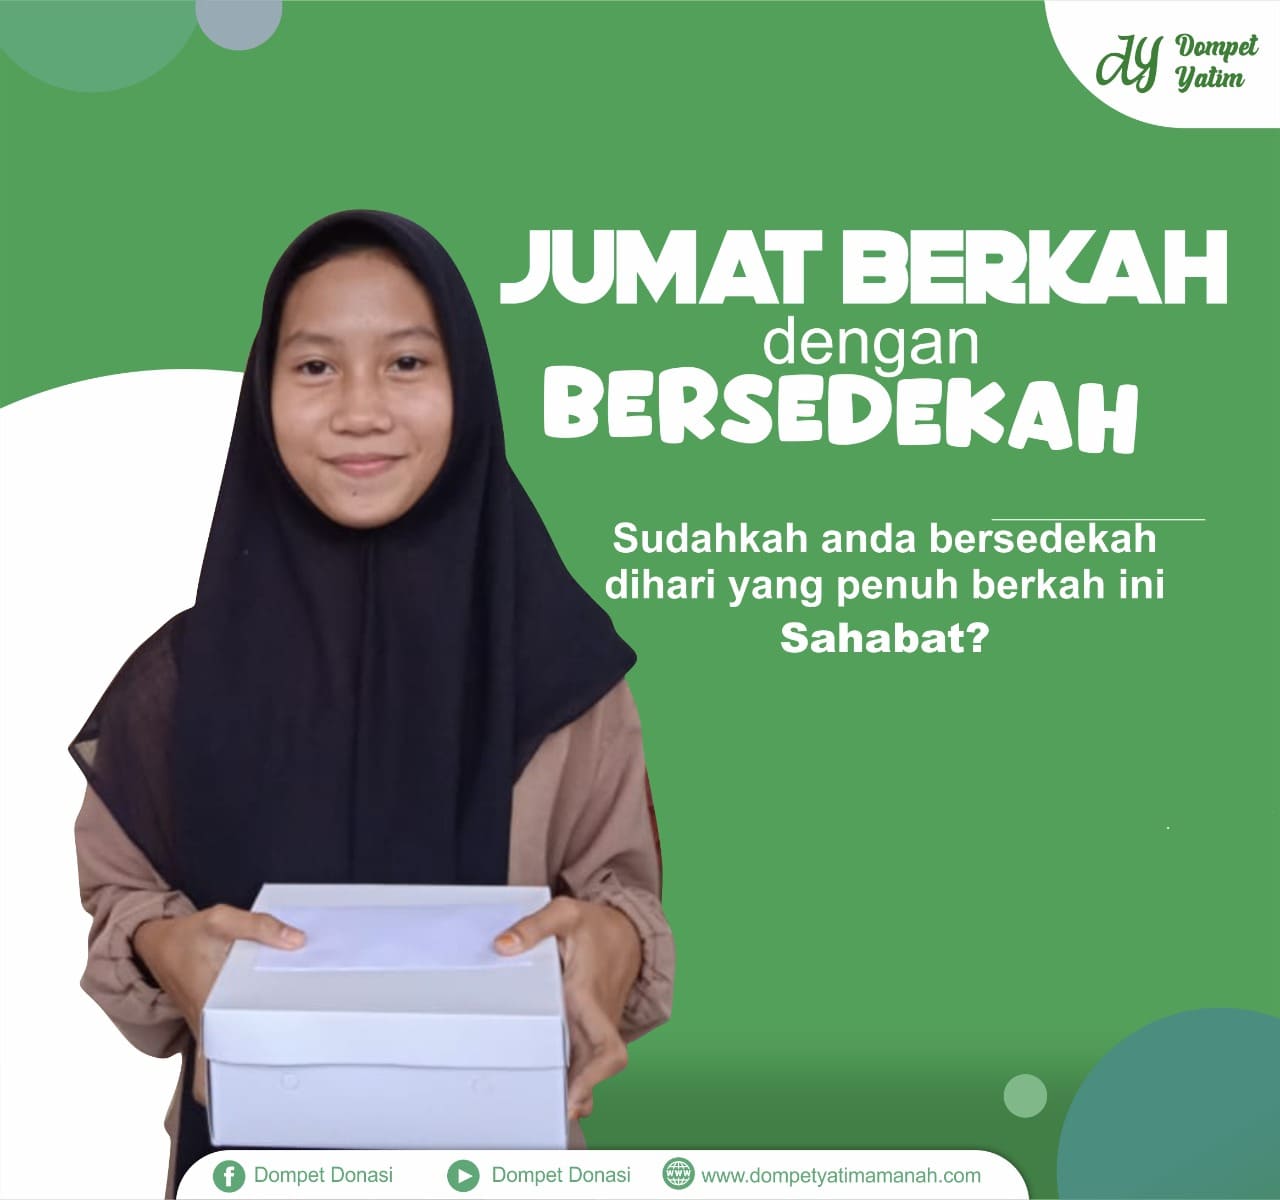 Dompet
Yatim
JUMAT BERKAH
dengan
BERSEDEKAH
Sudahkah anda bersedekah
dihari yang penuh berkah ini
Sahabat?
Dompet Donasi
Dompet Donasi
www.dompetyatimamanah.com